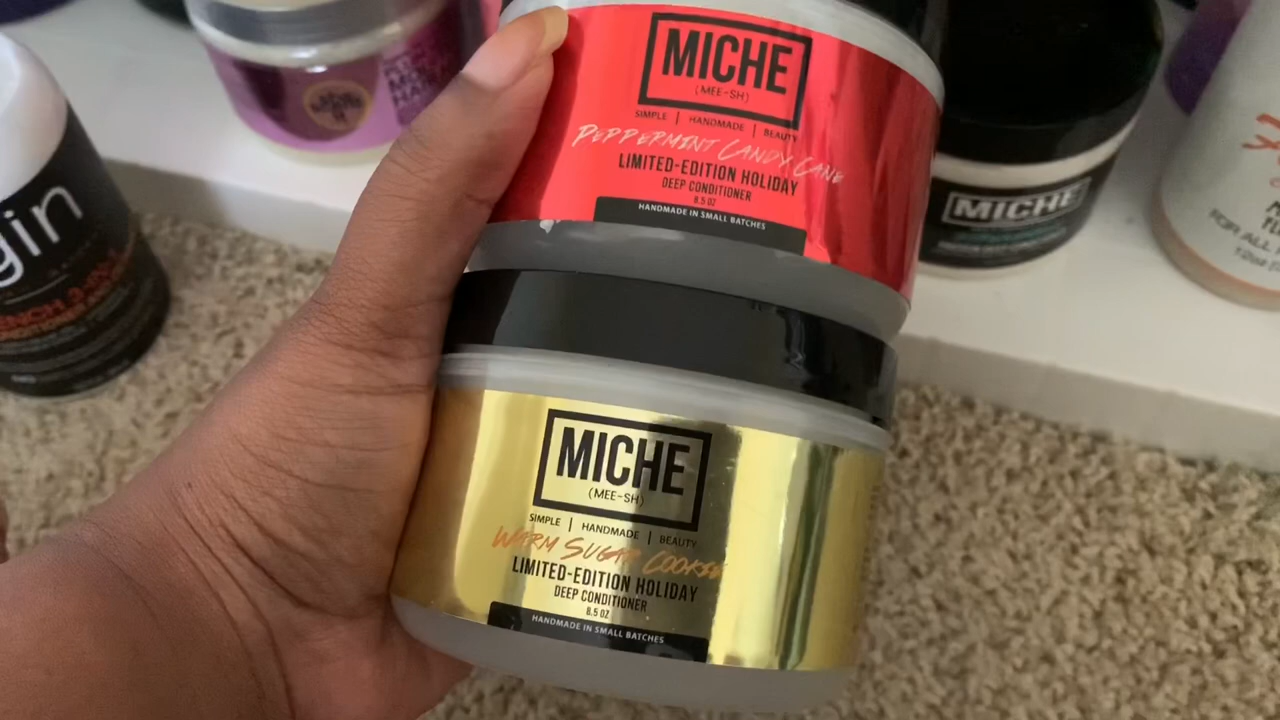 MICHE
(MEE-SH)
SIMPLE | HANDMADE | BEAUTY
PEPPERMINT CANDY CANE
LIMITED-EDITION HOLIDAY
DEEP CONDITIONER
8.5 OZ
HANDMADE IN SMALL BATCHES
MICHE
(MEE-SH)
SIMPLE | HANDMADE | BEAUTY
WARM SUGAR COOKIE
LIMITED-EDITION HOLIDAY
DEEP CONDITIONER
8.5 OZ
HANDMADE IN SMALL BATCHES
MICHE
gin
FOR ALL